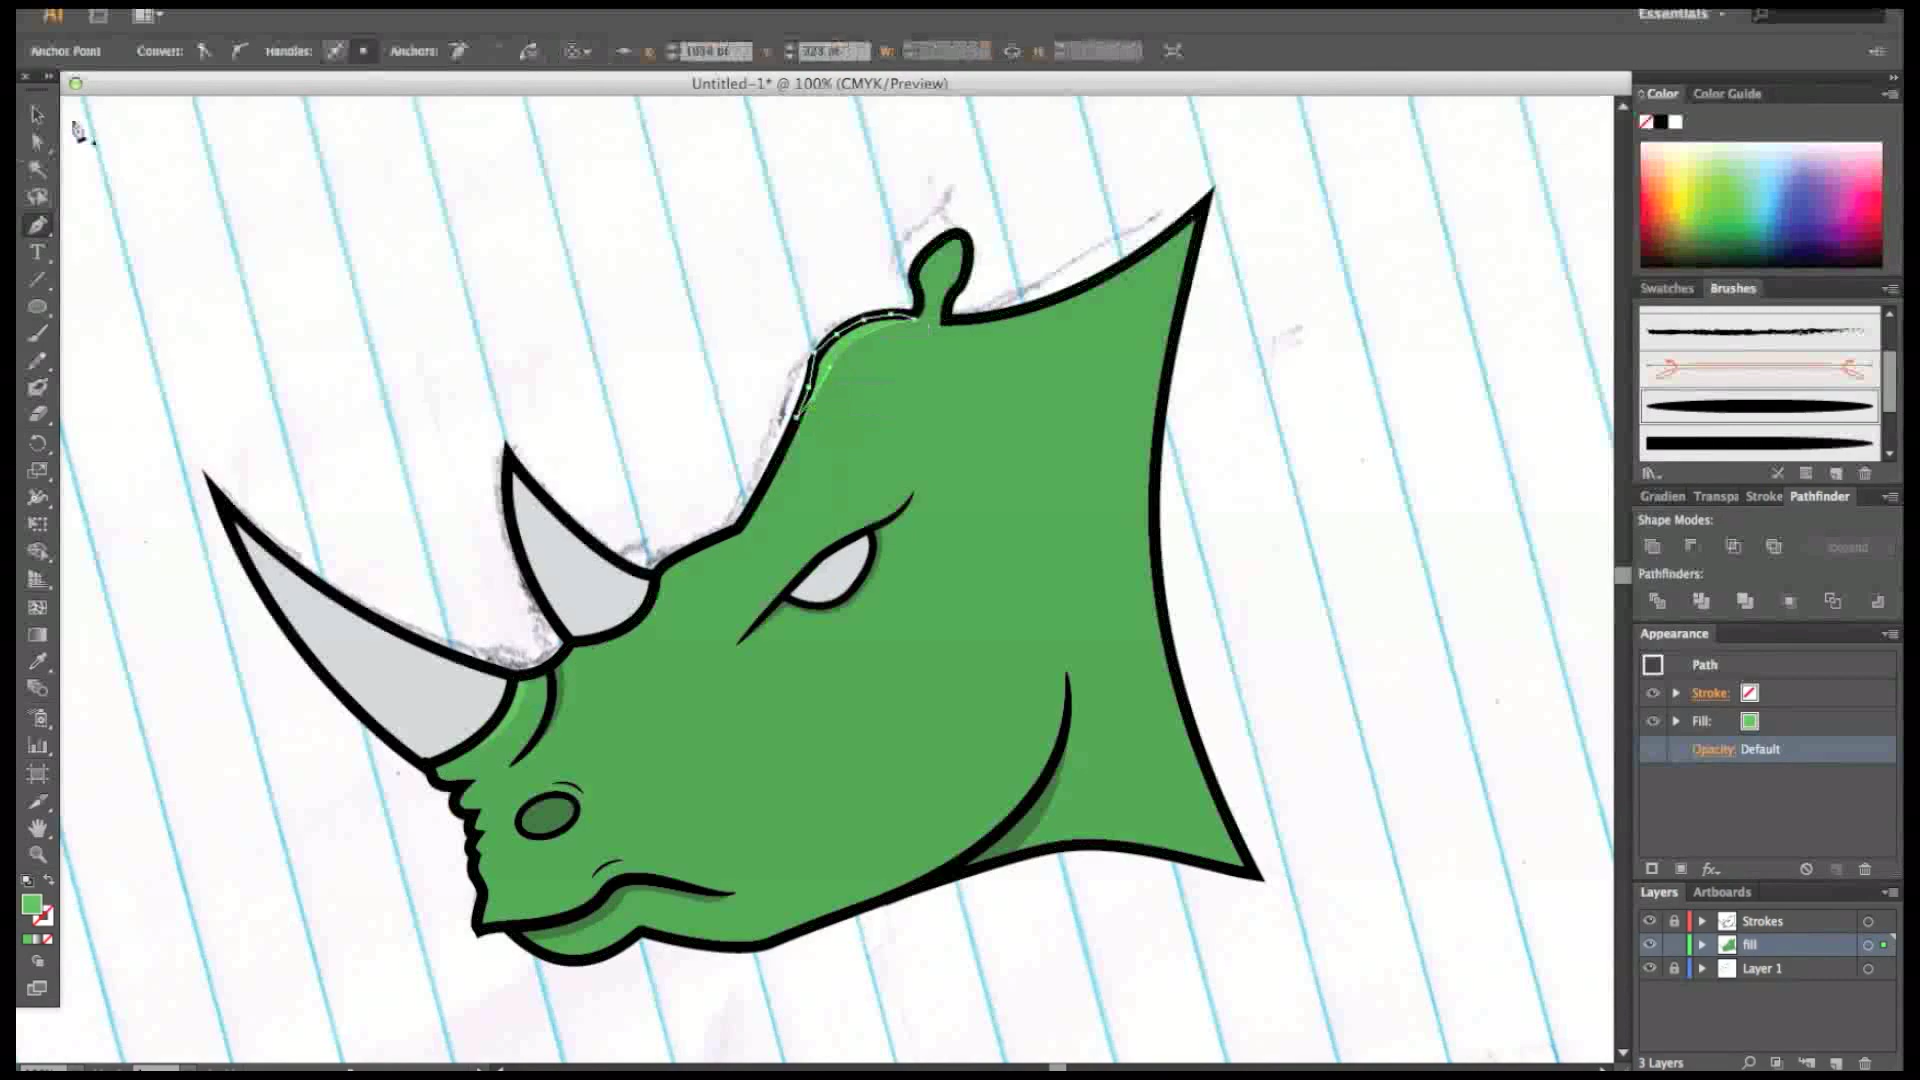 Essentials
Anchor Point Convert: Handles: Anchors:
Untitled-1* @ 100% (CMYK/Preview)
Color Color Guide
Swatches Brushes
Gradien Transpa Stroke Pathfinder
Shape Modes:
Expand
Pathfinders:
Appearance
Path
Stroke:
Fill:
Opacity: Default
Layers Artboards
Strokes
fill
Layer 1
3 Layers